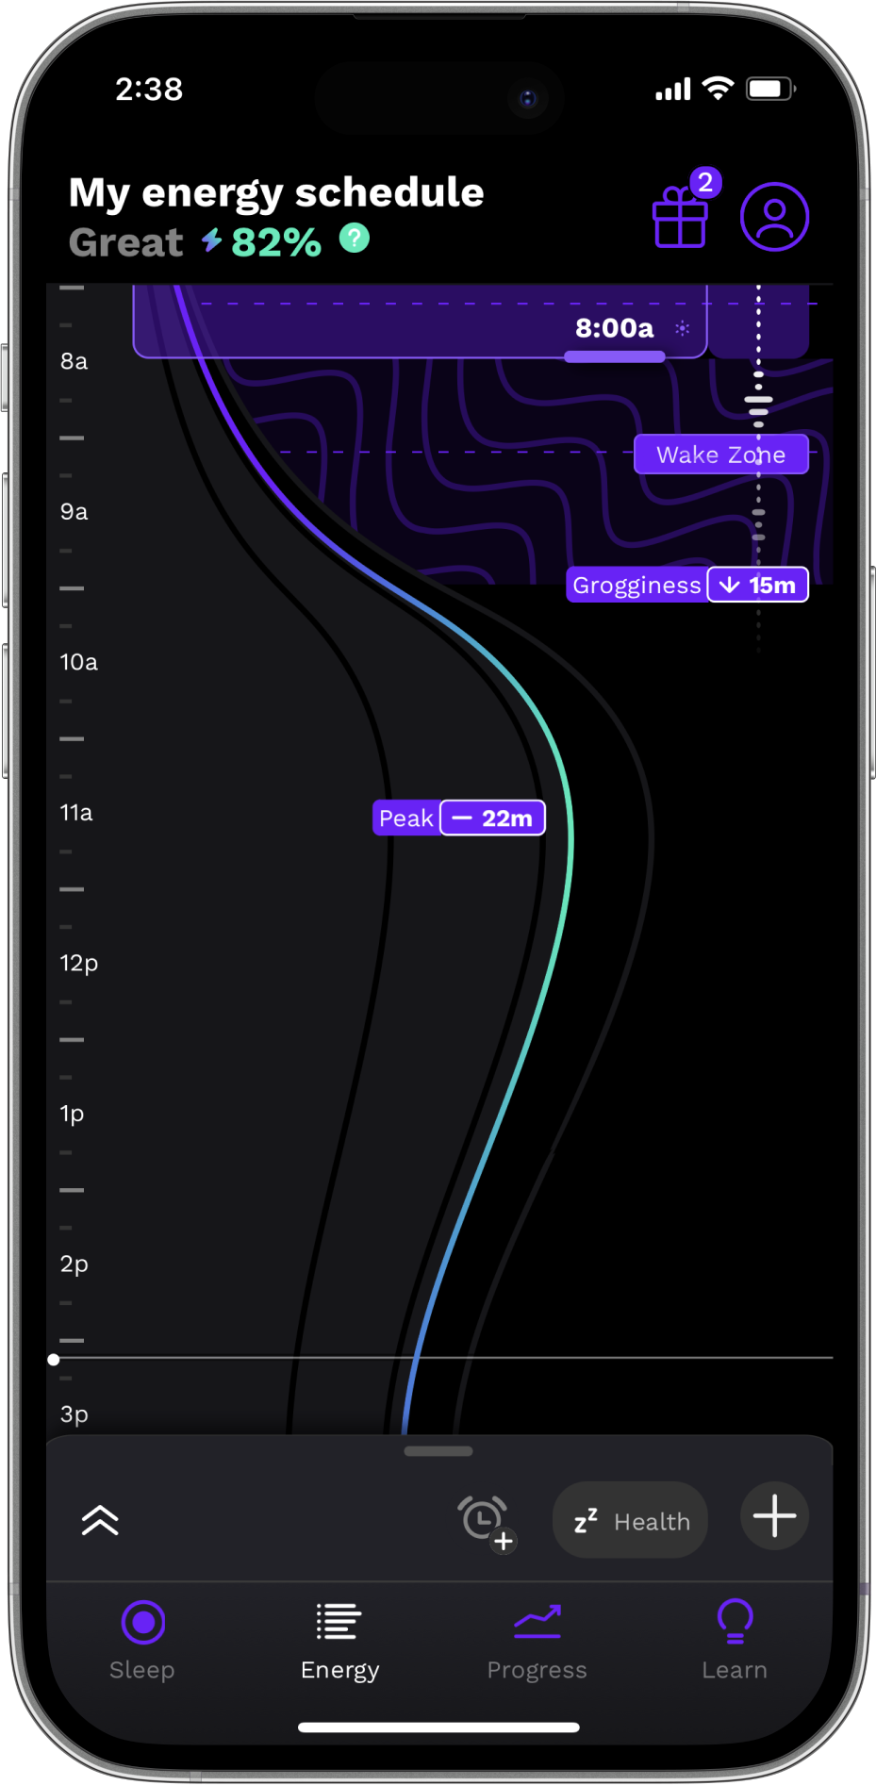 2:38
My energy schedule
2
Great 82% ?
8:00a
8a
Wake Zone
9a
Grogginess 15m
10a
11a
Peak — 22m
12p
1p
2p
3p
zz Health
Sleep Energy Progress Learn